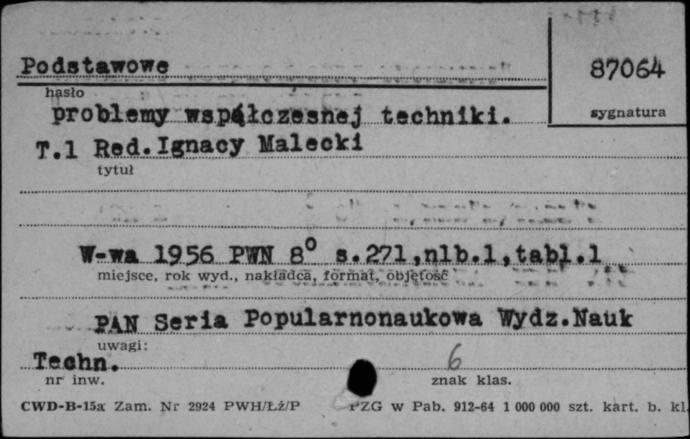 Podstawowe
87064
hasło
problemy współczesnej techniki.
sygnatura
T.1 Red. Ignacy Malecki
tytuł
W-wa 1956 PWN 8° s.271,nlb.1,tabl.1
miejsce, rok wyd., nakładca, format, objętość
PAN Seria Popularnonaukowa Wydz.Nauk
uwagi:
Techn.
6
nr inw.
znak klas.
CWD-B-15a Zam. Nr 2924 PWH/Łź/P PZG w Pab. 912-64 1 000 000 szt. kart. b. kl